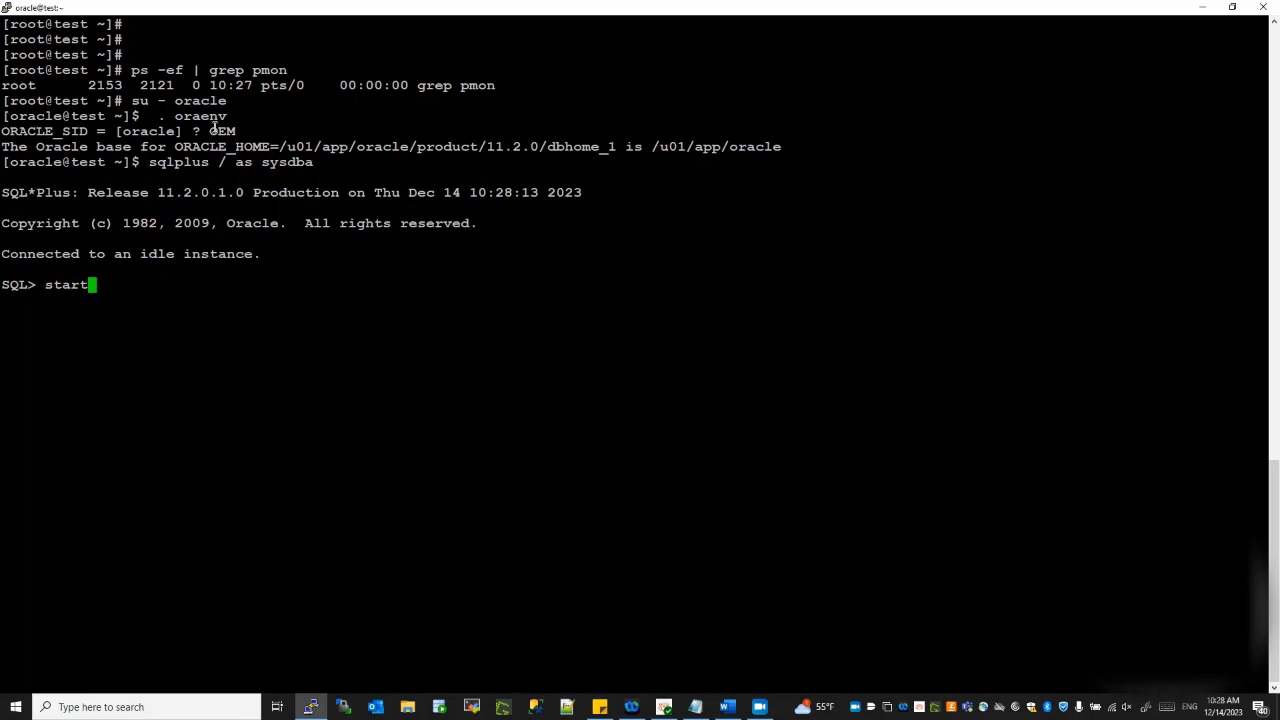 oracle@test:~
[root@test ~]#
[root@test ~]#
[root@test ~]#
[root@test ~]# ps -ef | grep pmon
root      2153  2121  0 10:27 pts/0    00:00:00 grep pmon
[root@test ~]# su - oracle
[oracle@test ~]$  . oraenv
ORACLE_SID = [oracle] ? OEM
The Oracle base for ORACLE_HOME=/u01/app/oracle/product/11.2.0/dbhome_1 is /u01/app/oracle
[oracle@test ~]$ sqlplus / as sysdba
SQL*Plus: Release 11.2.0.1.0 Production on Thu Dec 14 10:28:13 2023
Copyright (c) 1982, 2009, Oracle.  All rights reserved.
Connected to an idle instance.
SQL> start
Type here to search
55°F
ENG
10:28 AM
12/14/2023